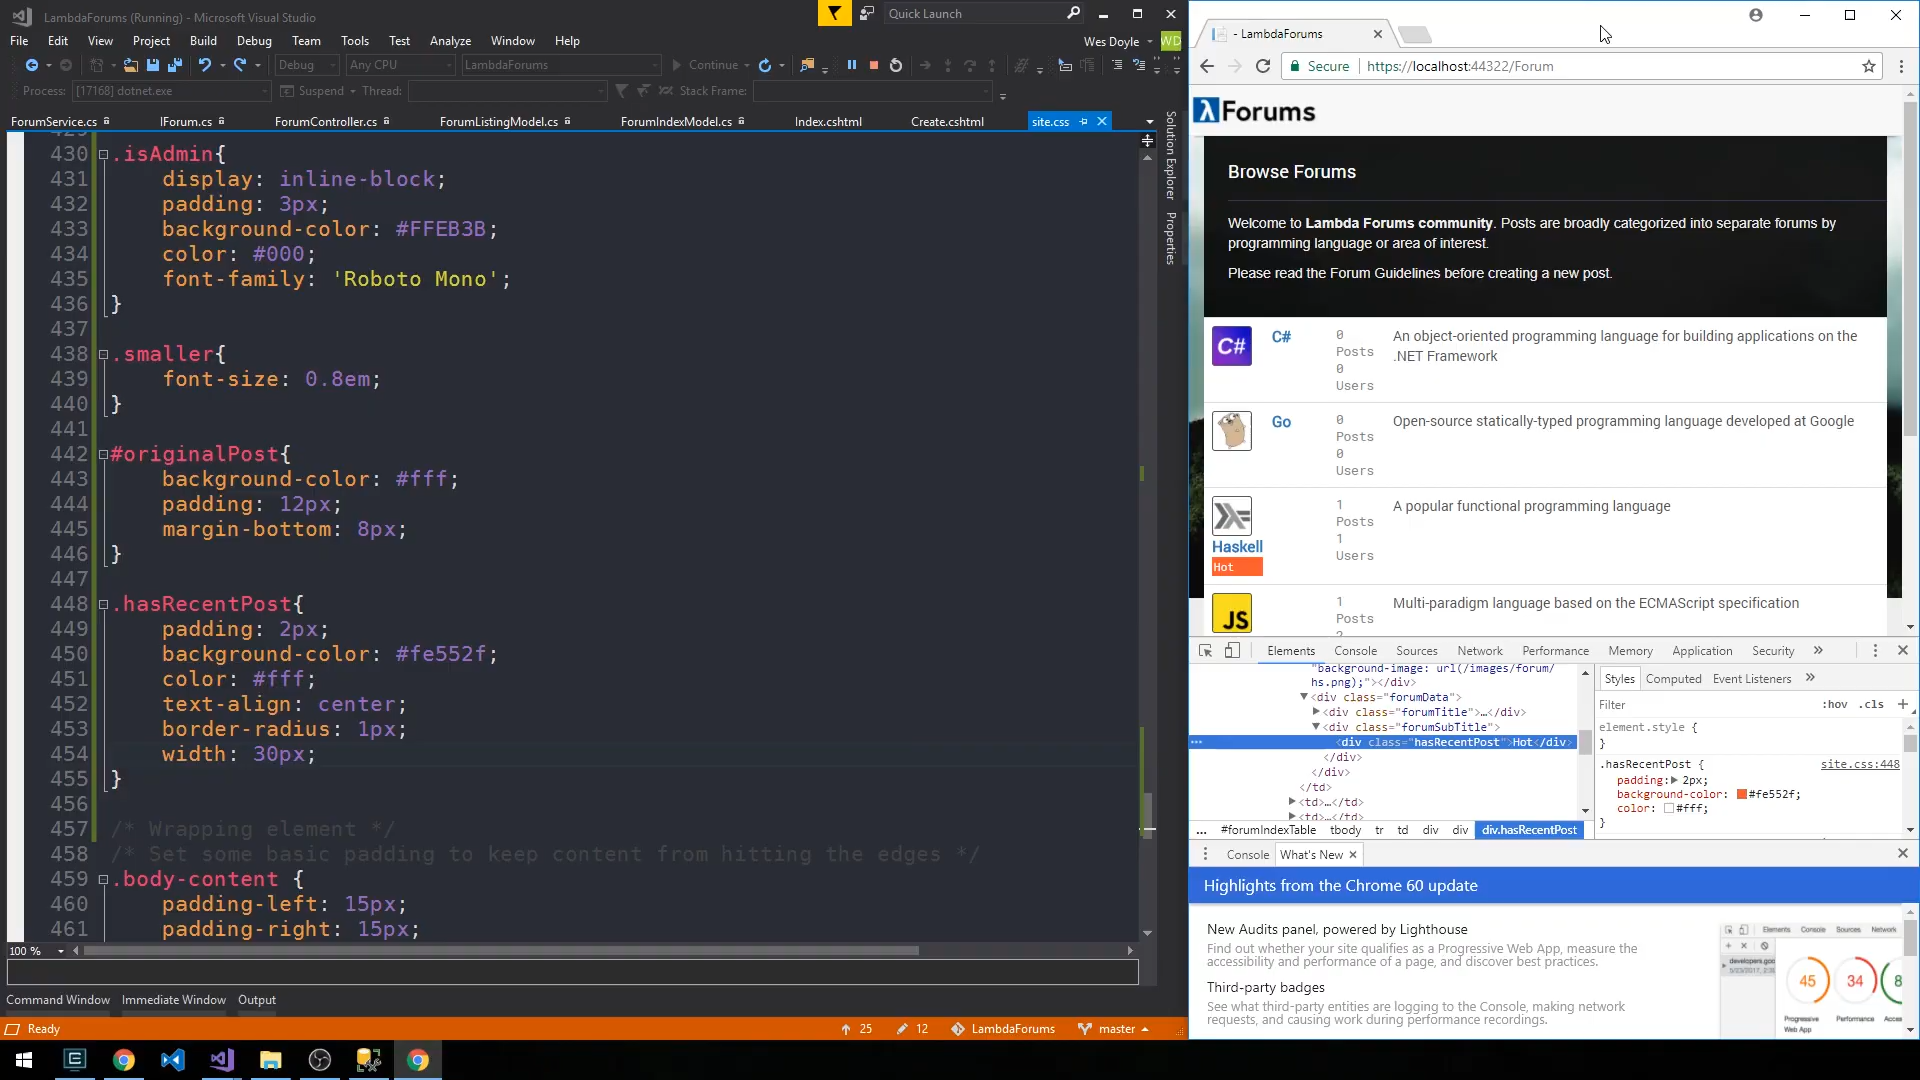 LambdaForums (Running) - Microsoft Visual Studio
Quick Launch
File Edit View Project Build Debug Team Tools Test Analyze Window Help
Wes Doyle WD
Debug Any CPU LambdaForums Continue
Process: [17168] dotnet.exe Suspend Thread: Stack Frame:
ForumService.cs IForum.cs ForumController.cs ForumListingModel.cs ForumIndexModel.cs Index.cshtml Create.cshtml site.css
430 .isAdmin{
431 display: inline-block;
432 padding: 3px;
433 background-color: #FFEB3B;
434 color: #000;
435 font-family: 'Roboto Mono';
436 }
437
438 .smaller{
439 font-size: 0.8em;
440 }
441
442 #originalPost{
443 background-color: #fff;
444 padding: 12px;
445 margin-bottom: 8px;
446 }
447
448 .hasRecentPost{
449 padding: 2px;
450 background-color: #fe552f;
451 color: #fff;
452 text-align: center;
453 border-radius: 1px;
454 width: 30px;
455 }
456
457 /* Wrapping element */
458 /* Set some basic padding to keep content from hitting the edges */
459 .body-content {
460 padding-left: 15px;
461 padding-right: 15px;
100 %
Command Window Immediate Window Output
Ready 25 12 LambdaForums master
Solution Explorer
Properties
- LambdaForums
Secure https://localhost:44322/Forum
λForums
Browse Forums
Welcome to Lambda Forums community. Posts are broadly categorized into separate forums by
programming language or area of interest.
Please read the Forum Guidelines before creating a new post.
C# C# 0 Posts 0 Users An object-oriented programming language for building applications on the
.NET Framework
Go 0 Posts 0 Users Open-source statically-typed programming language developed at Google
Haskell Hot 1 Posts 1 Users A popular functional programming language
JS 1 Posts Multi-paradigm language based on the ECMAScript specification
Elements Console Sources Network Performance Memory Application Security »
"background-image: url(/images/forum/
hs.png);"></div>
<div class="forumData">
<div class="forumTitle">…</div>
<div class="forumSubTitle">
<div class="hasRecentPost">Hot</div>
</div>
</div>
</td>
<td>…</td>
<td>…</td>
... #forumIndexTable tbody tr td div div div.hasRecentPost
Styles Computed Event Listeners »
Filter :hov .cls +
element.style {
}
.hasRecentPost { site.css:448
padding: 2px;
background-color: #fe552f;
color: #fff;
}
Console What's New
Highlights from the Chrome 60 update
New Audits panel, powered by Lighthouse
Find out whether your site qualifies as a Progressive Web App, measure the
accessibility and performance of a page, and discover best practices.
Third-party badges
See what third-party entities are logging to the Console, making network
requests, and causing work during performance recordings.
Elements Console Sources Network
45 34 8
Progressive Web App Performance